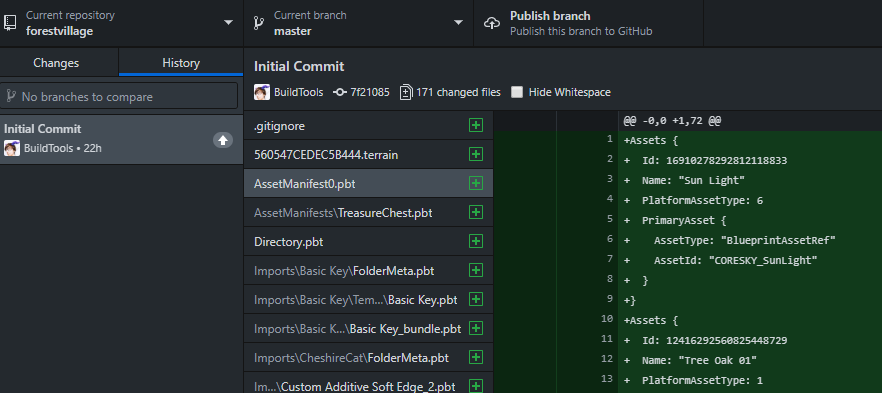 Current repository
forestvillage
Current branch
master
Publish branch
Publish this branch to GitHub
Changes
History
No branches to compare
Initial Commit
BuildTools • 22h
Initial Commit
BuildTools 7f21085 171 changed files Hide Whitespace
.gitignore
560547CEDEC5B444.terrain
AssetManifest0.pbt
AssetManifests\TreasureChest.pbt
Directory.pbt
Imports\Basic Key\FolderMeta.pbt
Imports\Basic Key\Tem...\Basic Key.pbt
Imports\Basic K...\Basic Key_bundle.pbt
Imports\CheshireCat\FolderMeta.pbt
Im...\Custom Additive Soft Edge_2.pbt
@@ -0,0 +1,72 @@
1 +Assets {
2 +  Id: 16910278292812118833
3 +  Name: "Sun Light"
4 +  PlatformAssetType: 6
5 +  PrimaryAsset {
6 +    AssetType: "BlueprintAssetRef"
7 +    AssetId: "CORESKY_SunLight"
8 +  }
9 +}
10 +Assets {
11 +  Id: 12416292560825448729
12 +  Name: "Tree Oak 01"
13 +  PlatformAssetType: 1